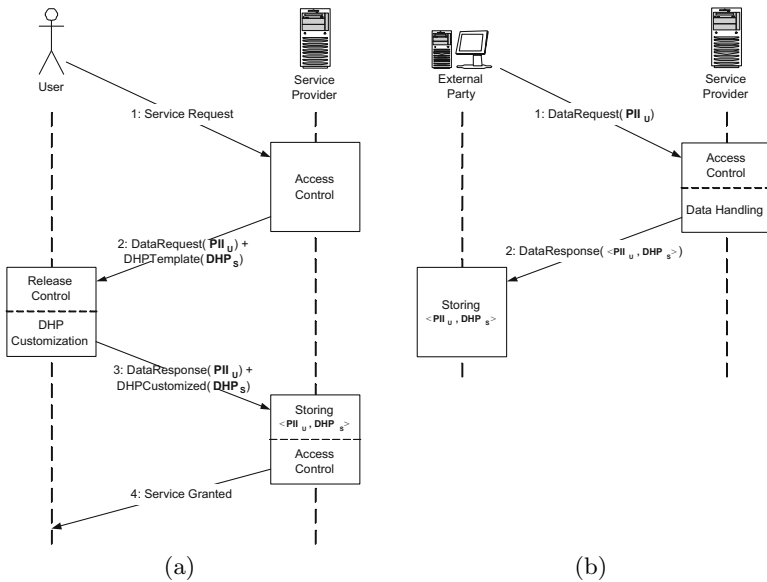 User
Service
Provider
1: Service Request
Access
Control
2: DataRequest( PII U ) +
DHPTemplate( DHP S )
Release
Control
DHP
Customization
3: DataResponse( PII U ) +
DHPCustomized( DHP S )
Storing
<PII U , DHP S >
Access
Control
4: Service Granted
(a)
External
Party
Service
Provider
1: DataRequest( PII U )
Access
Control
Data Handling
2: DataResponse( <PII U , DHP S > )
Storing
<PII U , DHP S >
(b)